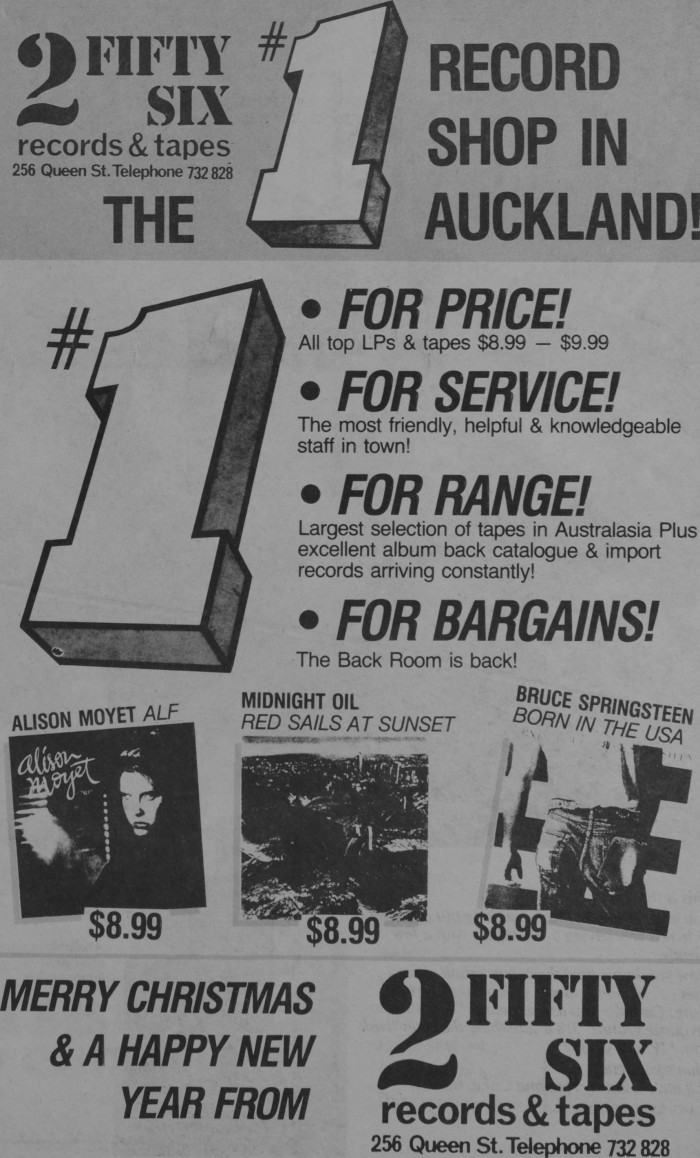 2 FIFTY
SIX
records & tapes
256 Queen St. Telephone 732 828
THE
#1
RECORD
SHOP IN
AUCKLAND!
#1
• FOR PRICE!
All top LPs & tapes $8.99 — $9.99
• FOR SERVICE!
The most friendly, helpful & knowledgeable
staff in town!
• FOR RANGE!
Largest selection of tapes in Australasia Plus
excellent album back catalogue & import
records arriving constantly!
• FOR BARGAINS!
The Back Room is back!
ALISON MOYET ALF
alison
moyet
$8.99
MIDNIGHT OIL
RED SAILS AT SUNSET
$8.99
BRUCE SPRINGSTEEN
BORN IN THE USA
$8.99
MERRY CHRISTMAS
& A HAPPY NEW
YEAR FROM
2 FIFTY
SIX
records & tapes
256 Queen St. Telephone 732 828